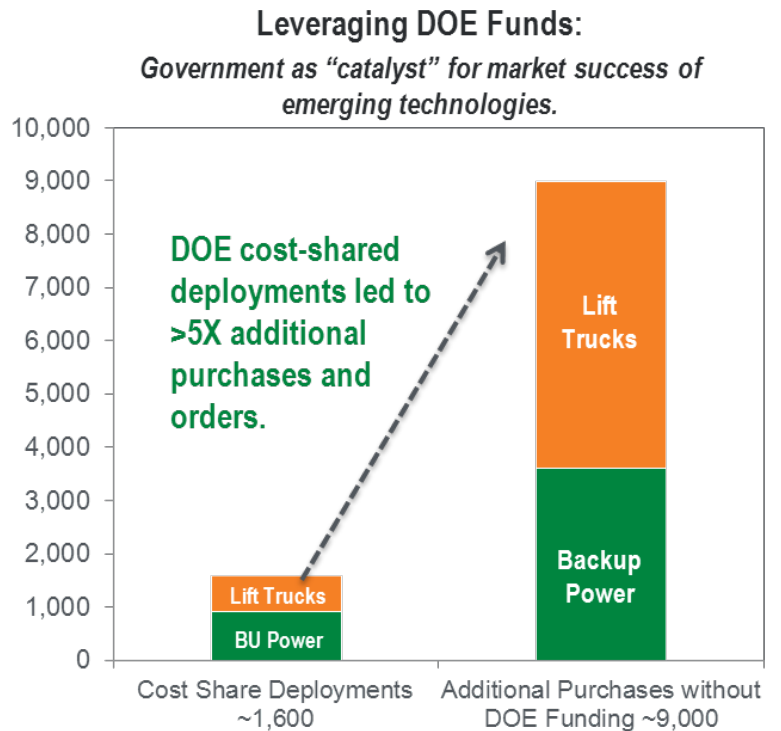 Leveraging DOE Funds:
Government as “catalyst” for market success of
emerging technologies.
10,000
9,000
8,000
7,000
6,000
5,000
4,000
3,000
2,000
1,000
0
DOE cost-shared
deployments led to
>5X additional
purchases and
orders.
Lift Trucks
BU Power
Lift
Trucks
Backup
Power
Cost Share Deployments
~1,600
Additional Purchases without
DOE Funding ~9,000